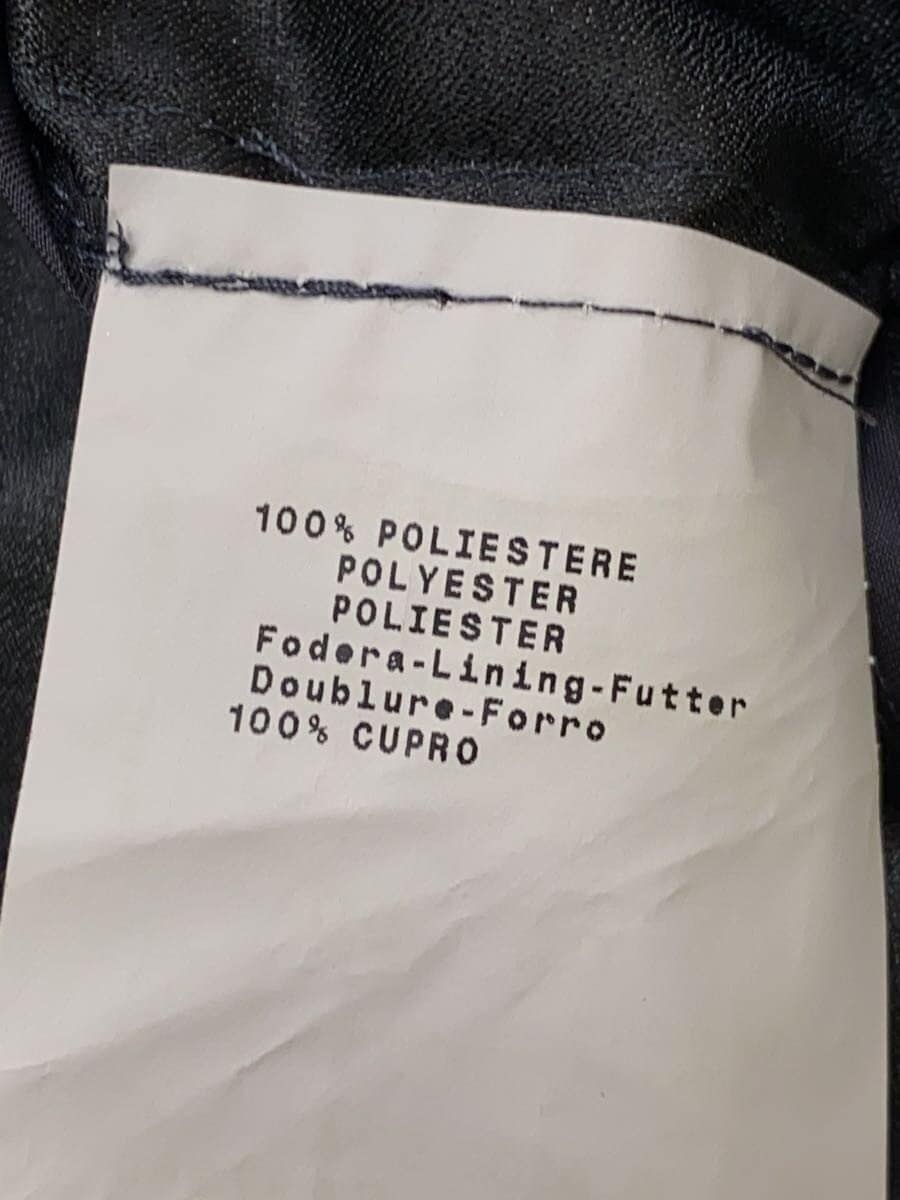 100% POLIESTERE
POLYESTER
POLIESTER
Fodera-Lining-Futter
Doublure-Forro
100% CUPRO